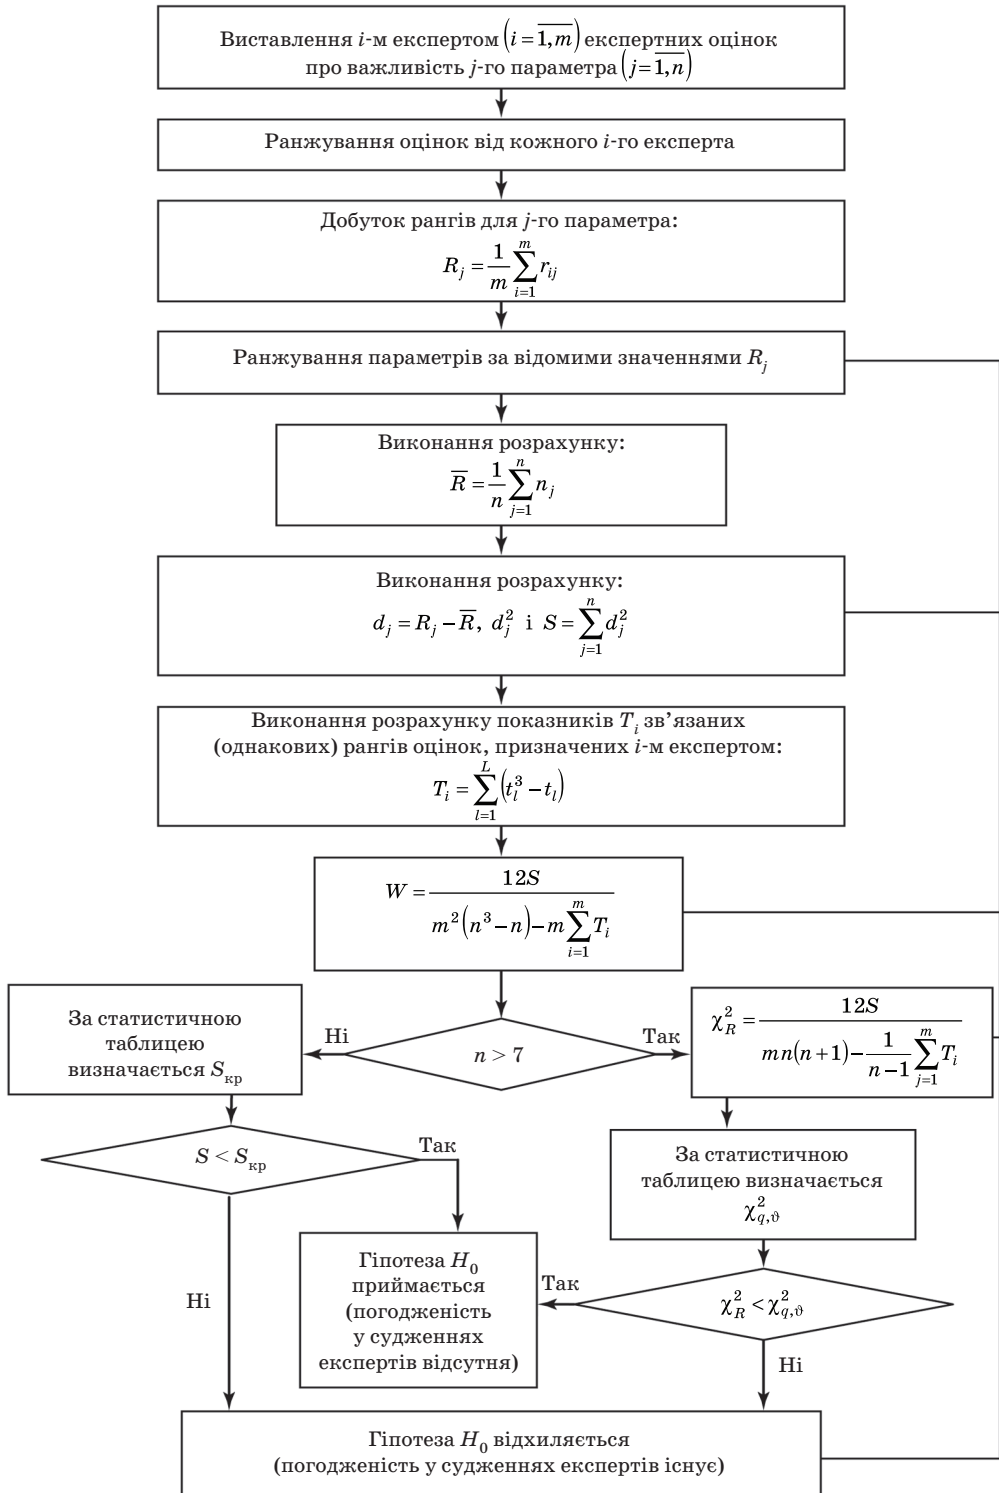 Виставлення i-м експертом (i = 1,m̅) експертних оцінок
про важливість j-го параметра (j = 1,n̅)
Ранжування оцінок від кожного i-го експерта
Добуток рангів для j-го параметра:
R_j = 1/m ∑_{i=1}^{m} r_{ij}
Ранжування параметрів за відомими значеннями R_j
Виконання розрахунку:
R̅ = 1/n ∑_{j=1}^{n} n_j
Виконання розрахунку:
d_j = R_j − R̅, d_j^2 і S = ∑_{j=1}^{n} d_j^2
Виконання розрахунку показників T_i зв’язаних
(однакових) рангів оцінок, призначених i-м експертом:
T_i = ∑_{l=1}^{L} (t_l^3 − t_l)
W = 12S / (m^2 (n^3 − n) − m ∑_{i=1}^{m} T_i)
За статистичною
таблицею
визначається S_кр
Ні
n > 7
Так
χ_R^2 = 12S / (mn(n+1) − 1/(n−1) ∑_{j=1}^{m} T_i)
S < S_кр
Так
За статистичною
таблицею визначається
χ_{q,ϑ}^2
Ні
Гіпотеза H_0
приймається
(погодженість
у судженнях
експертів відсутня)
Так
χ_R^2 < χ_{q,ϑ}^2
Ні
Гіпотеза H_0 відхиляється
(погодженість у судженнях експертів існує)